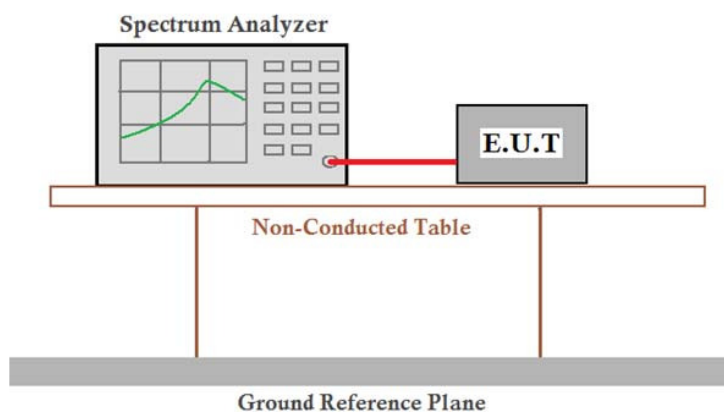 Spectrum Analyzer
E.U.T
Non-Conducted Table
Ground Reference Plane